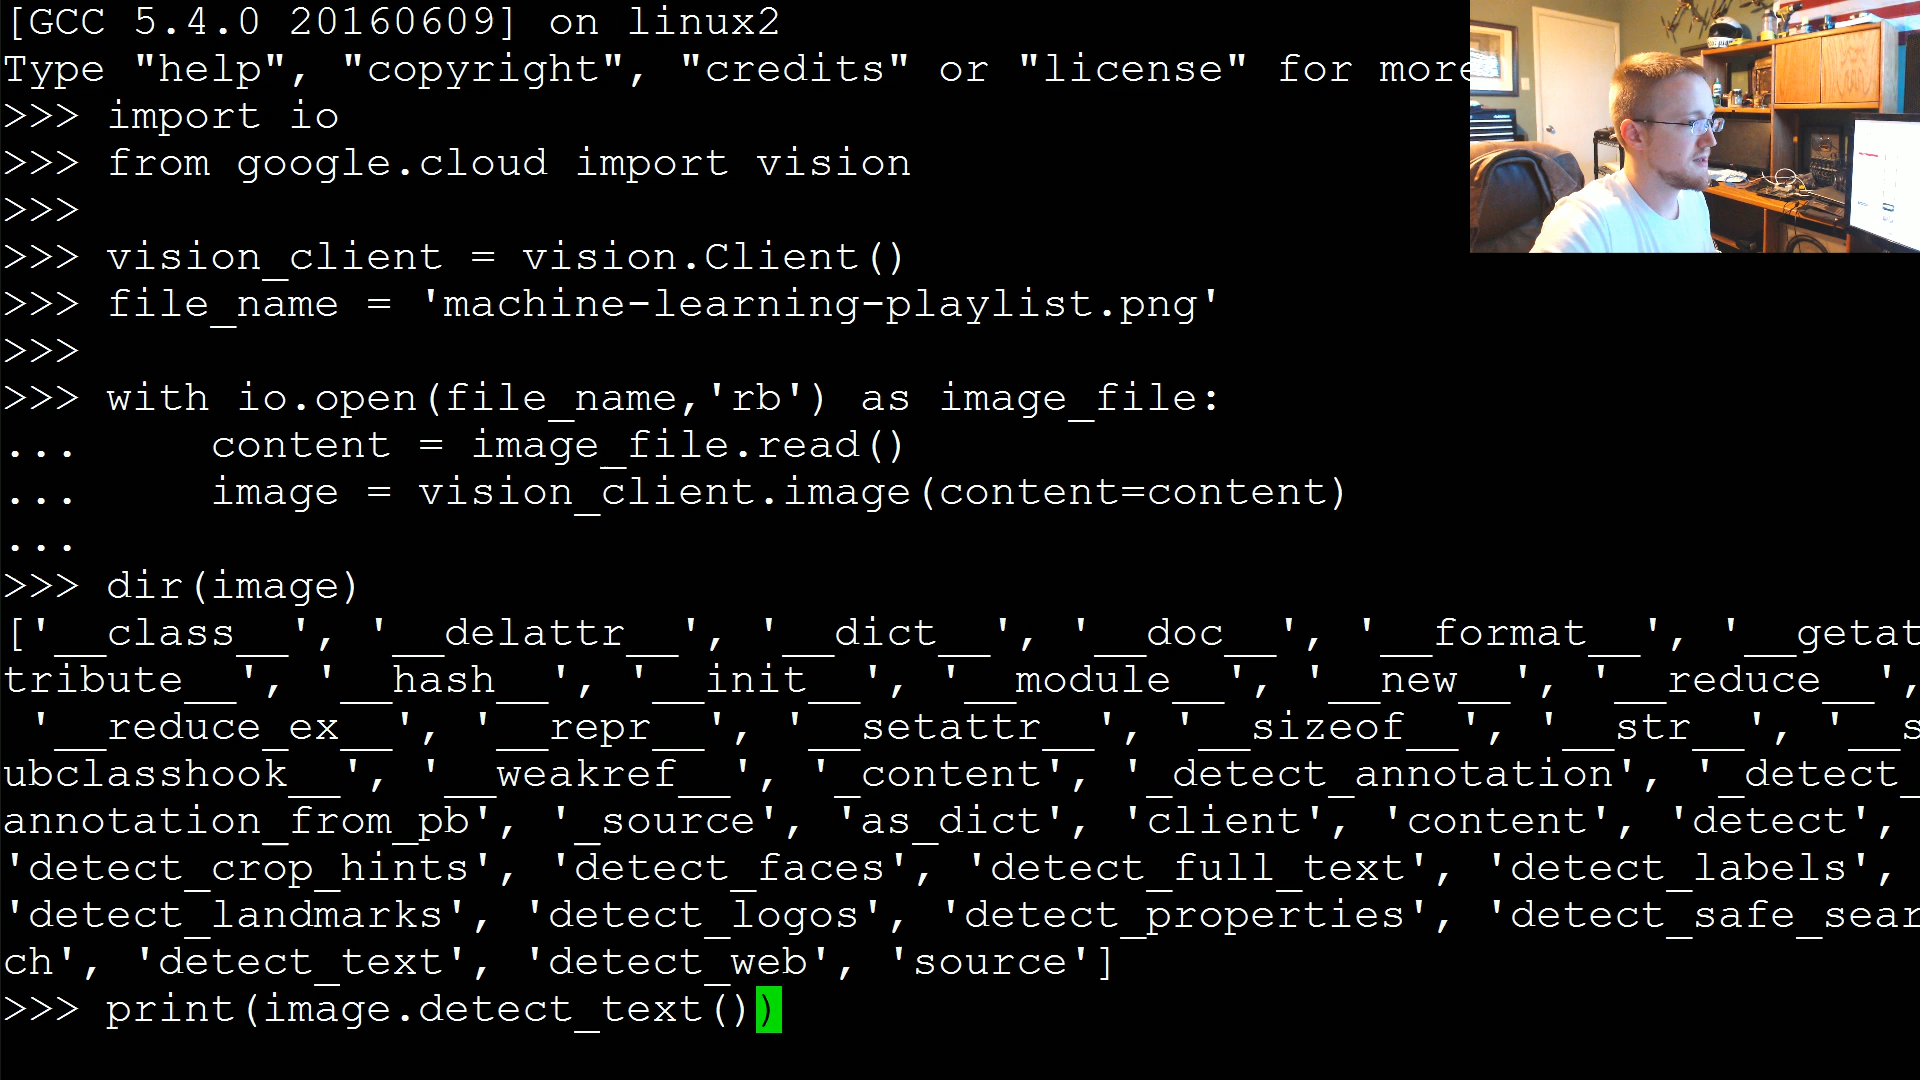 [GCC 5.4.0 20160609] on linux2
Type "help", "copyright", "credits" or "license" for more
>>> import io
>>> from google.cloud import vision
>>>
>>> vision_client = vision.Client()
>>> file_name = 'machine-learning-playlist.png'
>>>
>>> with io.open(file_name,'rb') as image_file:
...     content = image_file.read()
...     image = vision_client.image(content=content)
...
>>> dir(image)
['__class__', '__delattr__', '__dict__', '__doc__', '__format__', '__getat
tribute__', '__hash__', '__init__', '__module__', '__new__', '__reduce__',
 '__reduce_ex__', '__repr__', '__setattr__', '__sizeof__', '__str__', '__s
ubclasshook__', '__weakref__', '_content', '_detect_annotation', '_detect_
annotation_from_pb', '_source', 'as_dict', 'client', 'content', 'detect',
'detect_crop_hints', 'detect_faces', 'detect_full_text', 'detect_labels',
'detect_landmarks', 'detect_logos', 'detect_properties', 'detect_safe_sear
ch', 'detect_text', 'detect_web', 'source']
>>> print(image.detect_text())